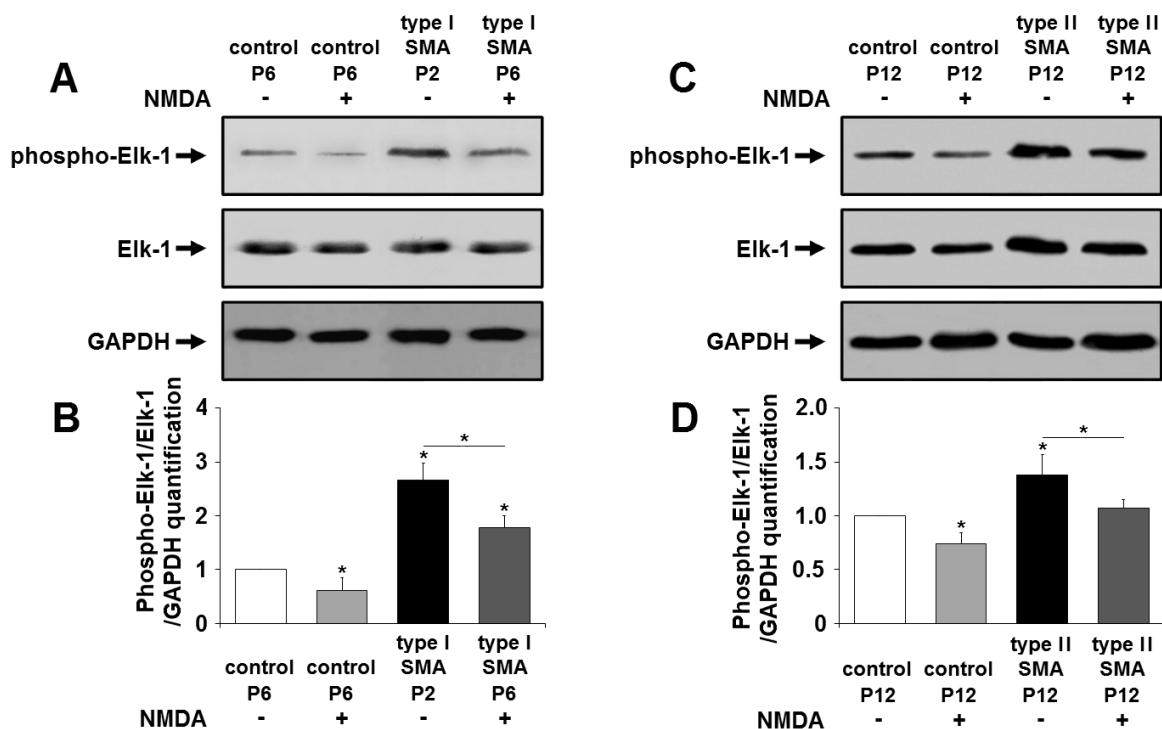 A
control control type I type I
P6 P6 SMA SMA
P2 P6
NMDA - + - +
phospho-Elk-1
Elk-1
GAPDH
B
Phospho-Elk-1/Elk-1
/GAPDH quantification
4
3
2
1
0
* * * *
control control type I type I
P6 P6 SMA SMA
P2 P6
NMDA - + - +
C
control control type II type II
P12 P12 SMA SMA
P12 P12
NMDA - + - +
phospho-Elk-1
Elk-1
GAPDH
D
Phospho-Elk-1/Elk-1
/GAPDH quantification
2.0
1.5
1.0
0.5
0
* * *
control control type II type II
P12 P12 SMA SMA
P12 P12
NMDA - + - +